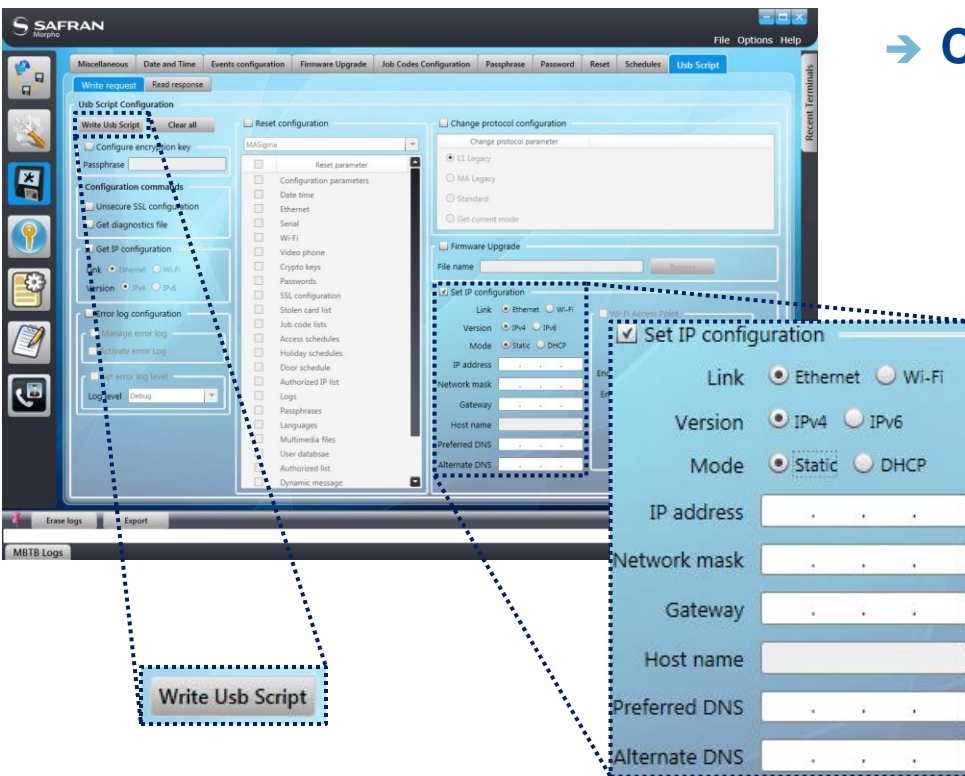 SAFRAN
Morpho
File Options Help
→ C
Miscellaneous Date and Time Events configuration Firmware Upgrade Job Codes Configuration Passphrase Password Reset Schedules Usb Script
Recent Terminals
Write request Read response
Usb Script Configuration
Write Usb Script Clear all
Configure encryption key
Passphrase
Configuration commands
Unsecure SSL configuration
Get diagnostics file
Get IP configuration
Link Ethernet Wi-Fi
Version IPv4 IPv6
Error log configuration
Manage error log
Activate error Log
Set error log level
Log level Debug
Reset configuration
MASigma
Reset parameter
Configuration parameters
Date time
Ethernet
Serial
Wi-Fi
Video phone
Crypto keys
Passwords
SSL configuration
Stolen card list
Job code lists
Access schedules
Holiday schedules
Door schedule
Authorized IP list
Logs
Passphrases
Languages
Multimedia files
User databsae
Authorized list
Dynamic message
Change protocol configuration
Change protocol parameter
L1 Legacy
MA Legacy
Standard
Get current mode
Firmware Upgrade
File name Browse
Set IP configuration
Link Ethernet Wi-Fi
Version IPv4 IPv6
Mode Static DHCP
IP address . . .
Network mask . . .
Gateway . . .
Host name
Preferred DNS . . .
Alternate DNS . . .
Wi-Fi Access Point
Erase logs Export
MBTB Logs
Write Usb Script
Set IP configuration
Link Ethernet Wi-Fi
Version IPv4 IPv6
Mode Static DHCP
IP address . . .
Network mask . . .
Gateway . . .
Host name
Preferred DNS . . .
Alternate DNS . . .